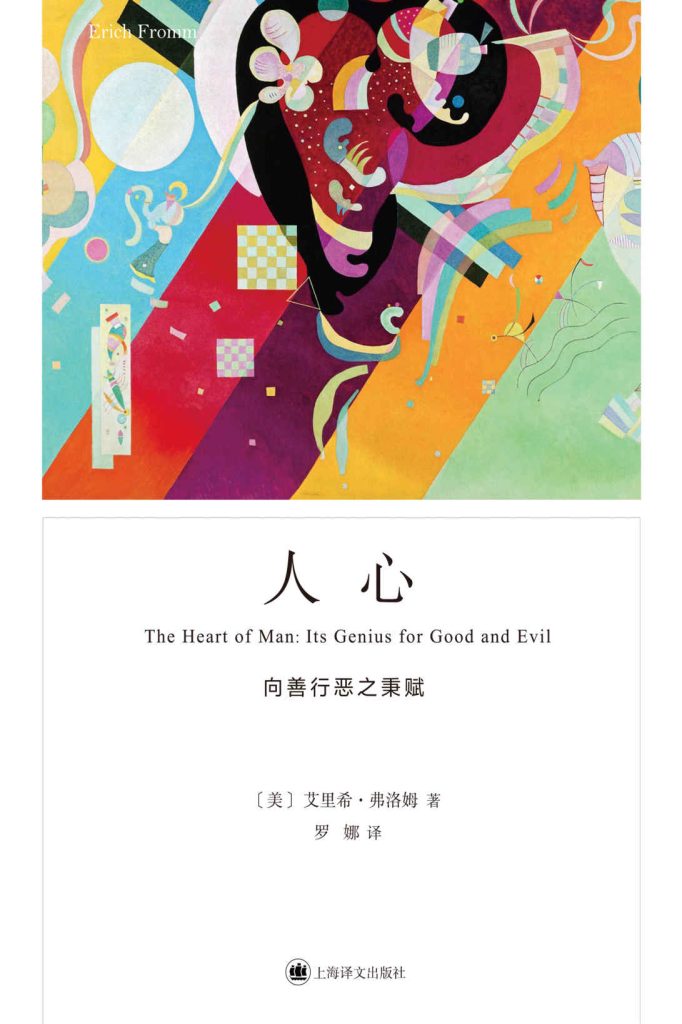 Erich Fromm
人 心
The Heart of Man: Its Genius for Good and Evil
向善行恶之秉赋
〔美〕艾里希·弗洛姆 著
罗 娜 译
上海译文出版社